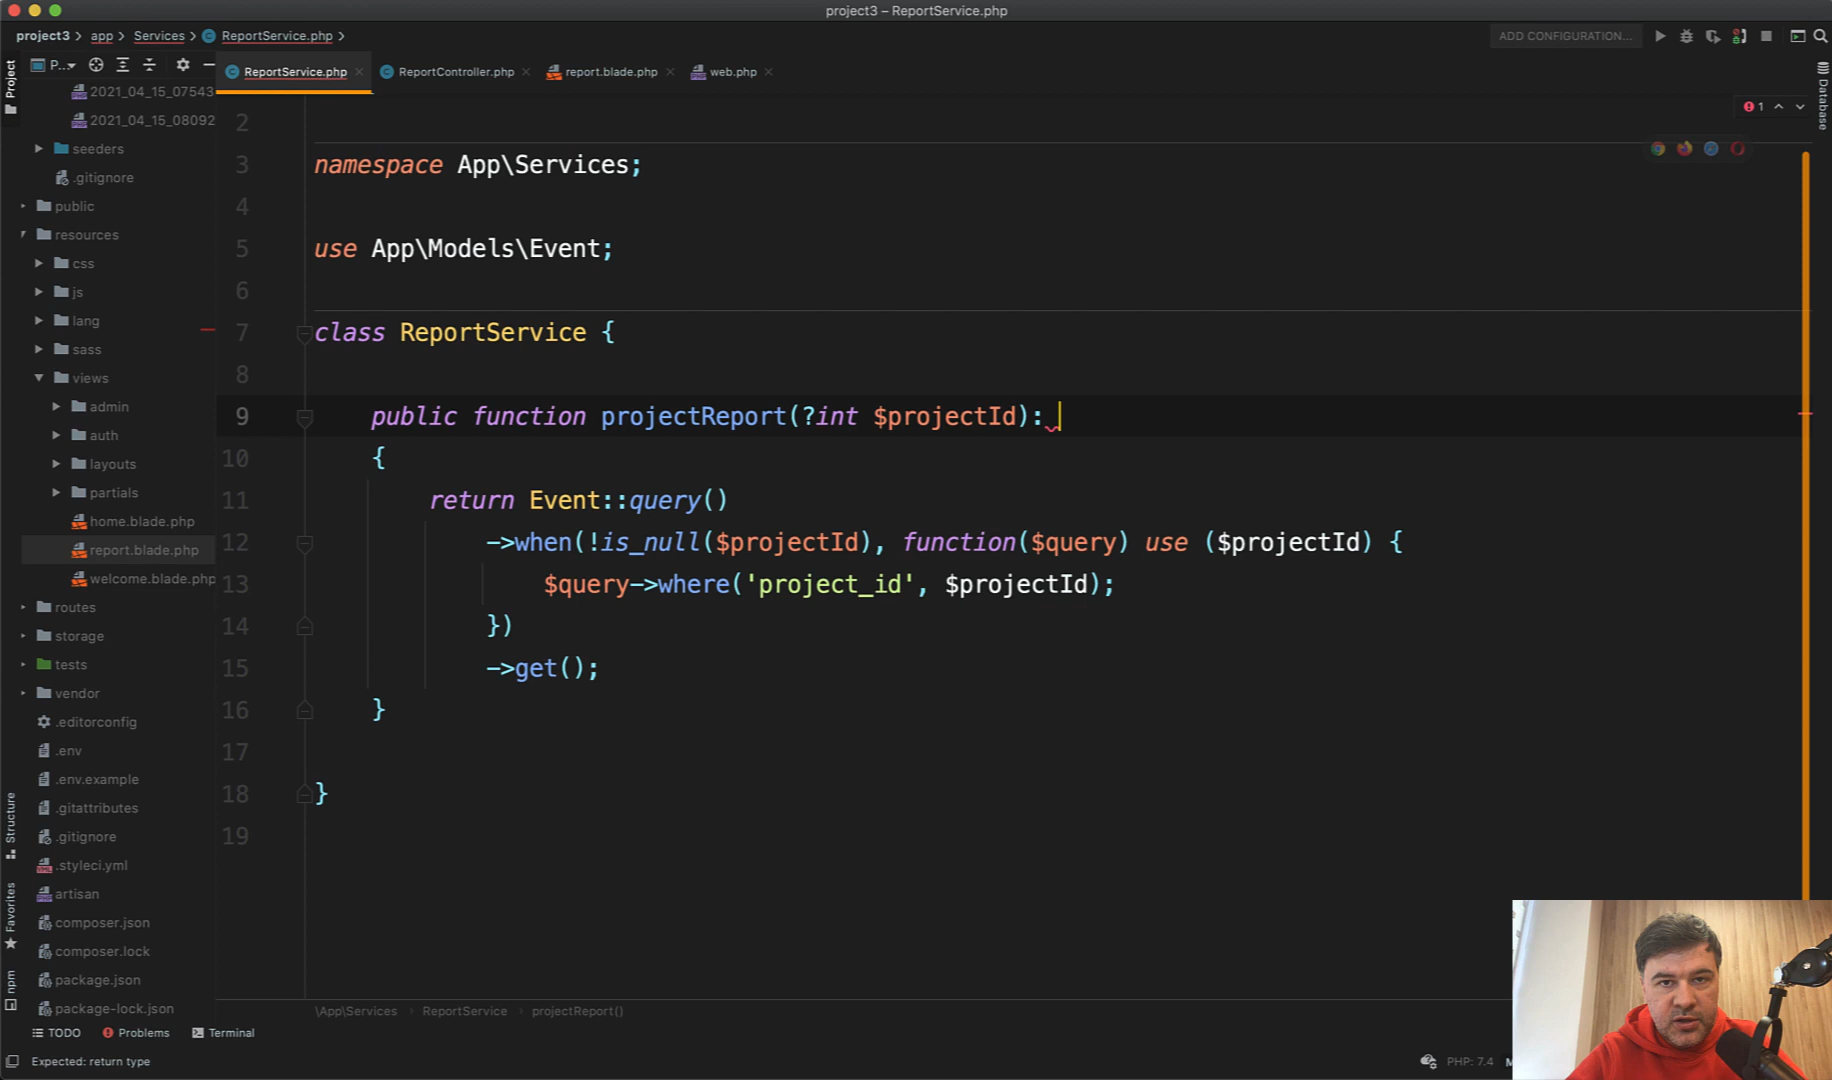 project3 – ReportService.php
project3 > app > Services > ReportService.php >
ADD CONFIGURATION...
Project
P...
ReportService.php
ReportController.php
report.blade.php
web.php
Database
2021_04_15_07543
2021_04_15_08092
seeders
.gitignore
public
resources
css
js
lang
sass
views
admin
auth
layouts
partials
home.blade.php
report.blade.php
welcome.blade.php
routes
storage
tests
vendor
.editorconfig
.env
.env.example
.gitattributes
.gitignore
.styleci.yml
artisan
composer.json
composer.lock
package.json
package-lock.json
Structure
Favorites
npm
1
2
3 namespace App\Services;
4
5 use App\Models\Event;
6
7 class ReportService {
8
9 public function projectReport(?int $projectId):
10 {
11 return Event::query()
12 ->when(!is_null($projectId), function($query) use ($projectId) {
13 $query->where('project_id', $projectId);
14 })
15 ->get();
16 }
17
18 }
19
\App\Services > ReportService > projectReport()
TODO Problems Terminal
Expected: return type
PHP: 7.4